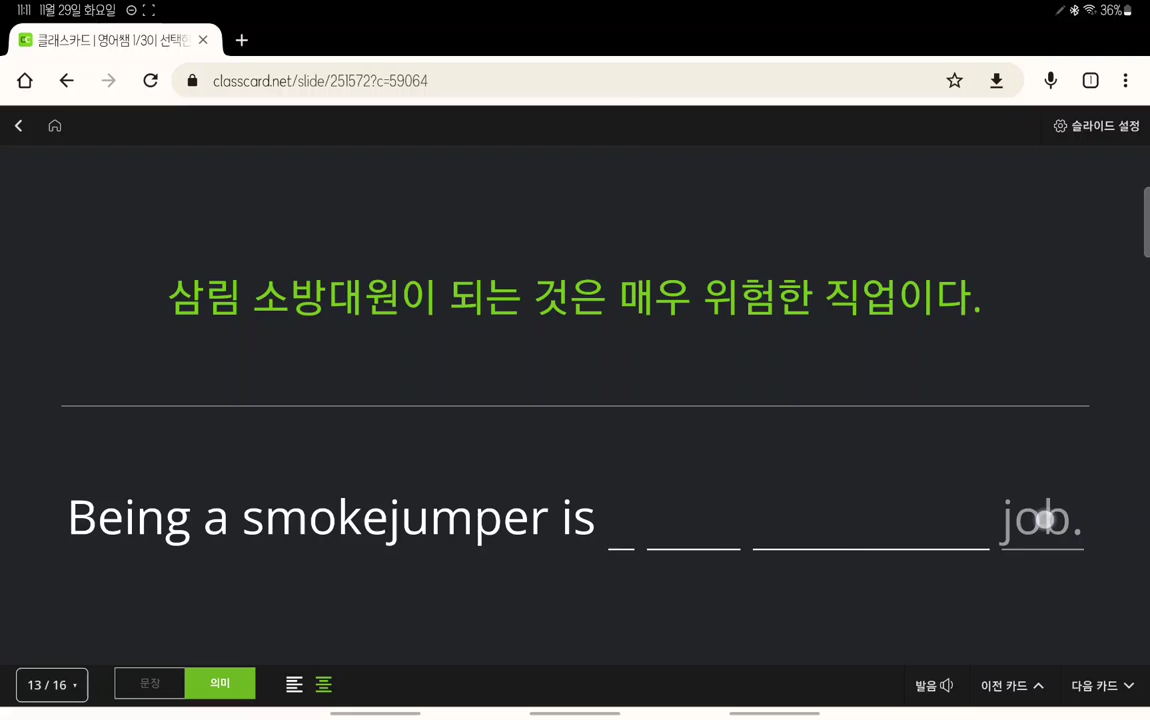 11:11 11월 29일 화요일 36%
클래스카드 | 영어쌤 1/3이 선택한
classcard.net/slide/251572?c=59064
슬라이드 설정
삼림 소방대원이 되는 것은 매우 위험한 직업이다.
Being a smokejumper is job.
13 / 16 문장 의미 발음 이전 카드 다음 카드